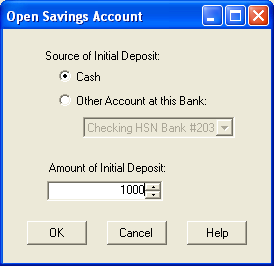 Open Savings Account
Source of Initial Deposit:
Cash
Other Account at this Bank:
Checking HSN Bank #203
Amount of Initial Deposit:
1000
OK Cancel Help